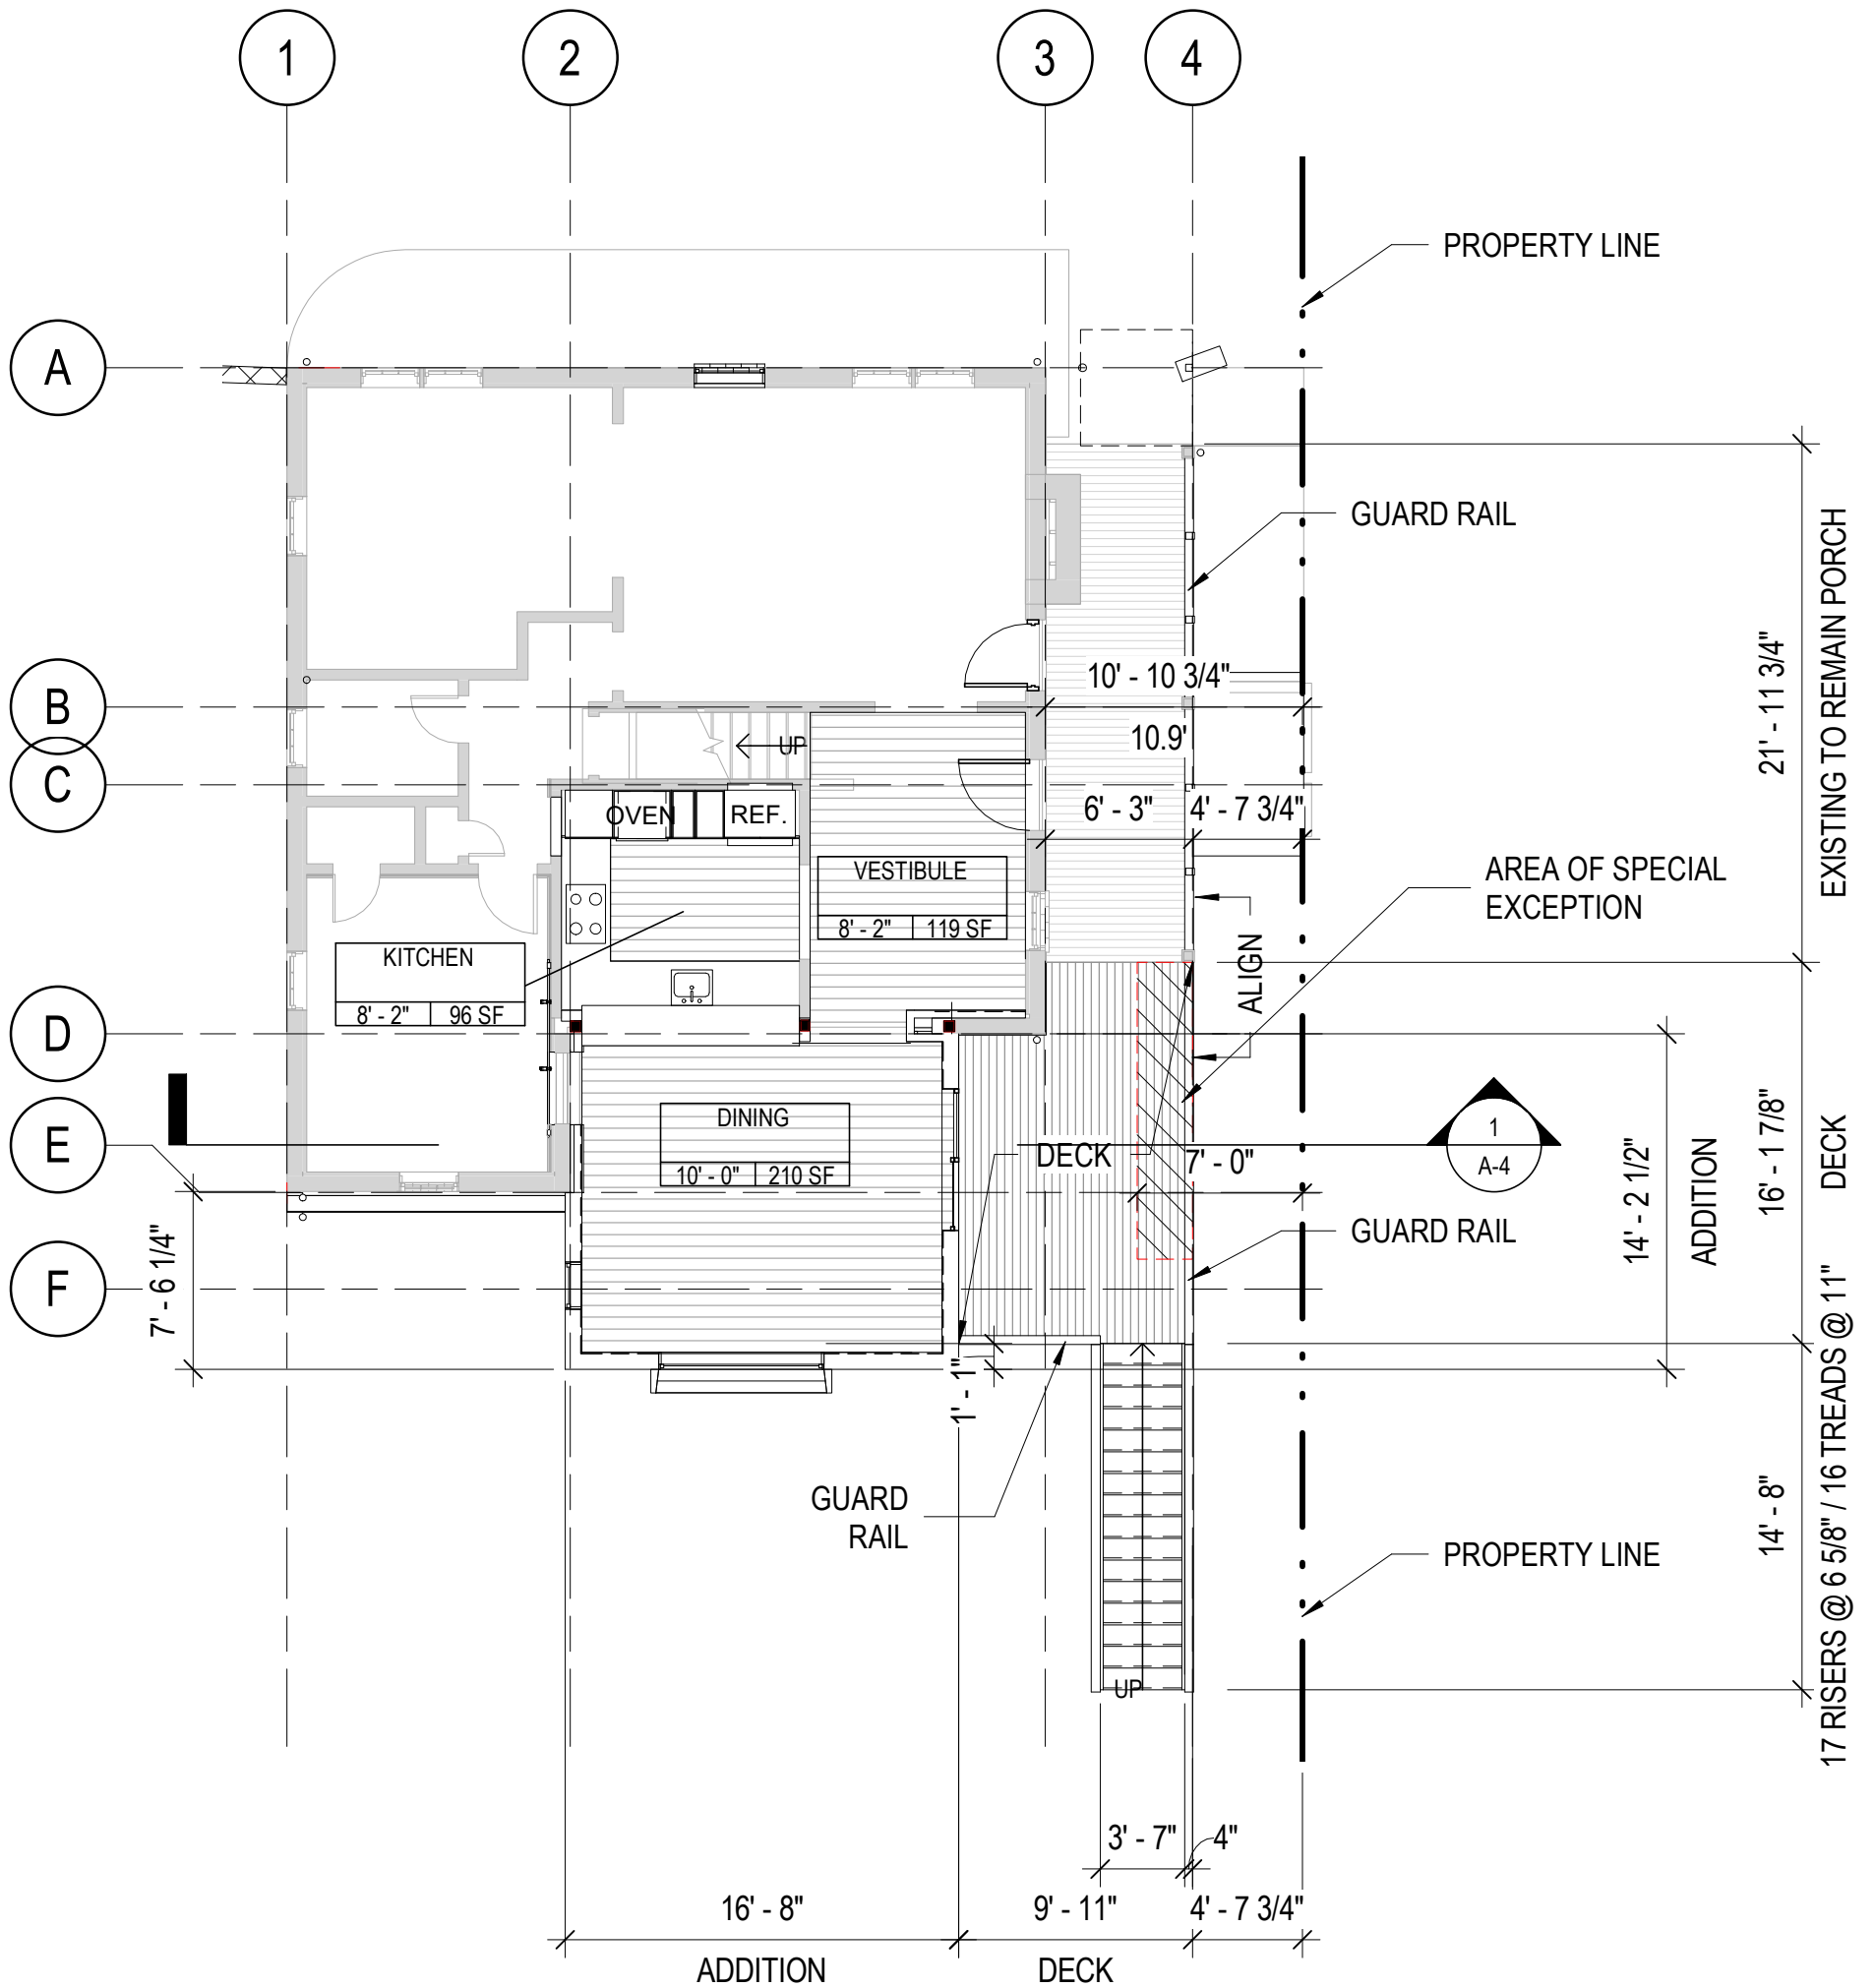 1
2
3
4
PROPERTY LINE
A
GUARD RAIL
EXISTING TO REMAIN PORCH
21' - 11 3/4"
10' - 10 3/4"
B
10.9'
UP
C
6' - 3"
4' - 7 3/4"
OVEN
REF.
VESTIBULE
8' - 2"
119 SF
AREA OF SPECIAL
EXCEPTION
KITCHEN
8' - 2"
96 SF
ALIGN
D
DINING
10' - 0"
210 SF
E
DECK
7' - 0"
1
A-4
14' - 2 1/2"
ADDITION
16' - 1 7/8"
DECK
GUARD RAIL
7' - 6 1/4"
F
1' - 1"
GUARD
RAIL
PROPERTY LINE
14' - 8"
17 RISERS @ 6 5/8" / 16 TREADS @ 11"
UP
3' - 7"
4"
16' - 8"
9' - 11"
4' - 7 3/4"
ADDITION
DECK